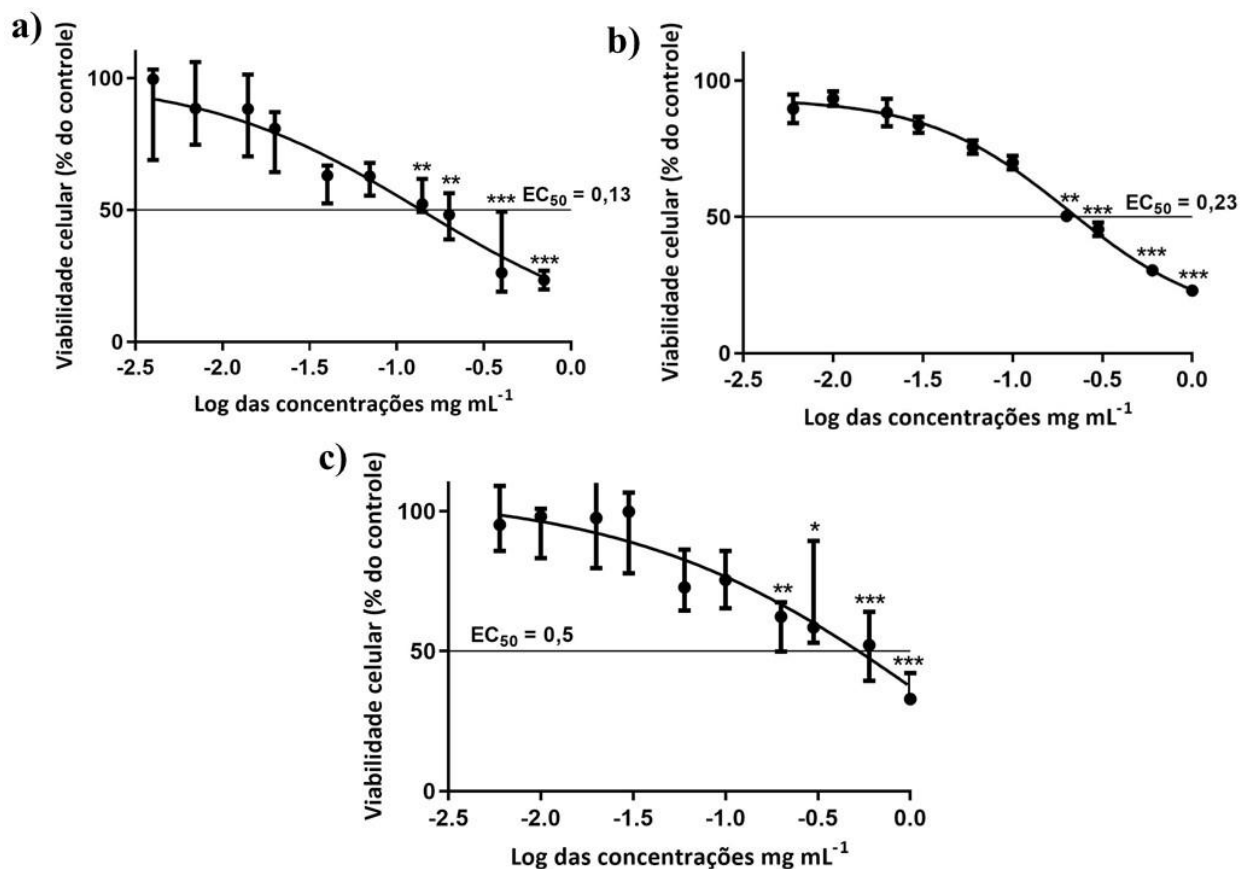 a)
Viabilidade celular (% do controle)
100
50
0
** ** *** ***
EC50 = 0,13
-2.5 -2.0 -1.5 -1.0 -0.5 0.0
Log das concentrações mg mL-1
b)
Viabilidade celular (% do controle)
100
50
0
** *** *** ***
EC50 = 0,23
-2.5 -2.0 -1.5 -1.0 -0.5 0.0
Log das concentrações mg mL-1
c)
Viabilidade celular (% do controle)
100
50
0
** * *** ***
EC50 = 0,5
-2.5 -2.0 -1.5 -1.0 -0.5 0.0
Log das concentrações mg mL-1